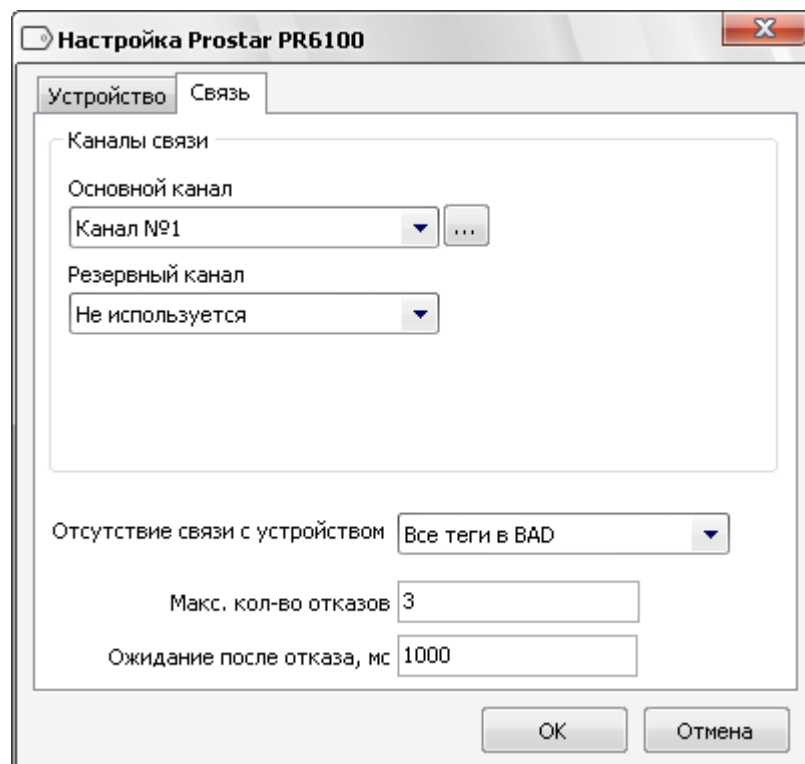 Настройка Prostar PR6100
Устройство Связь
Каналы связи
Основной канал
Канал №1 ...
Резервный канал
Не используется
Отсутствие связи с устройством Все теги в BAD
Макс. кол-во отказов 3
Ожидание после отказа, мс 1000
OK Отмена